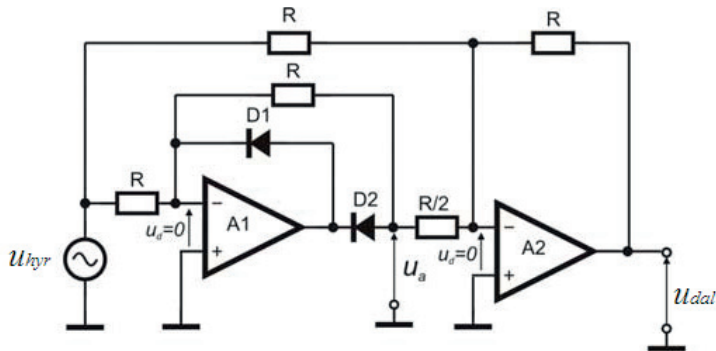 R
R
R
D1
R
D2
R/2
−
A1
+
u_d=0
−
A2
+
u_d=0
u_hyr
u_a
u_dal